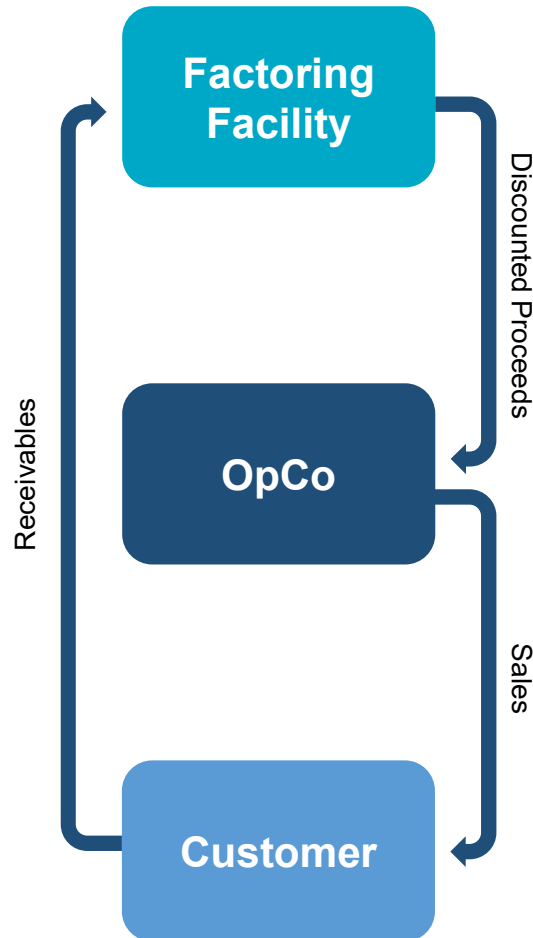 Factoring
Facility
Discounted Proceeds
Receivables
OpCo
Sales
Customer